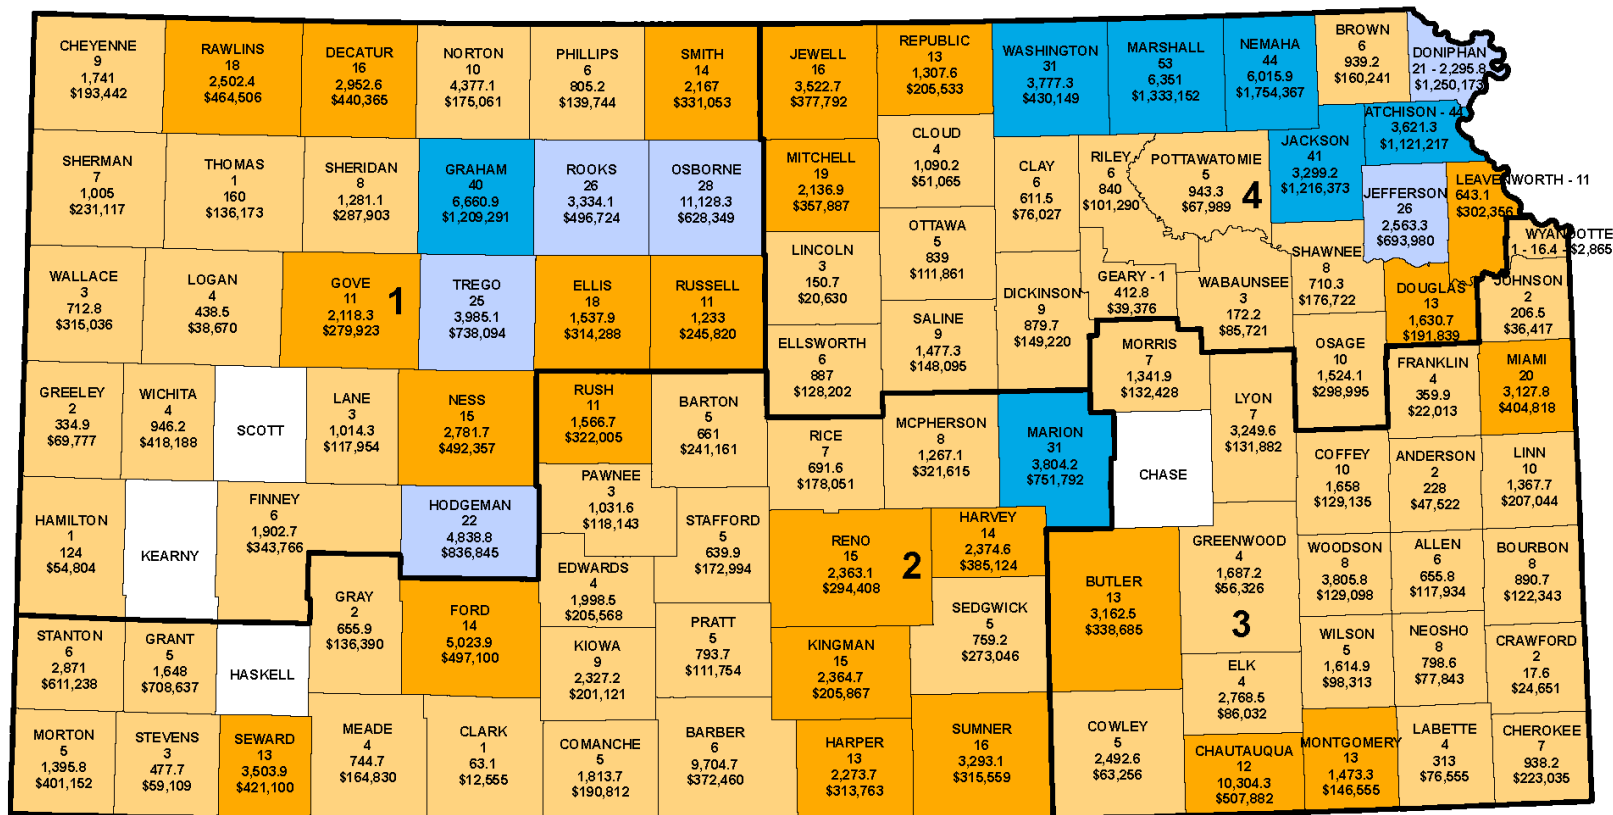 CHEYENNE
9
1,741
$193,442
RAWLINS
18
2,502.4
$464,506
DECATUR
16
2,952.6
$440,365
NORTON
10
4,377.1
$175,061
PHILLIPS
6
805.2
$139,744
SMITH
14
2,167
$331,053
JEWELL
16
3,522.7
$377,792
REPUBLIC
13
1,307.6
$205,533
WASHINGTON
31
3,777.3
$430,149
MARSHALL
53
6,351
$1,333,152
NEMAHA
44
6,015.9
$1,754,367
BROWN
6
939.2
$160,241
DONIPHAN
21 - 2,295.8
$1,250,173
ATCHISON - 44
3,621.3
$1,121,217
SHERMAN
7
1,005
$231,117
THOMAS
1
160
$136,173
SHERIDAN
8
1,281.1
$287,903
GRAHAM
40
6,660.9
$1,209,291
ROOKS
26
3,334.1
$496,724
OSBORNE
28
11,128.3
$628,349
MITCHELL
19
2,136.9
$357,887
CLOUD
4
1,090.2
$51,065
CLAY
6
611.5
$76,027
RILEY
6
840
$101,290
POTTAWATOMIE
5
943.3
$67,989
4
JACKSON
41
3,299.2
$1,216,373
JEFFERSON
26
2,563.3
$693,980
LEAVENWORTH - 11
643.1
$302,356
WYANDOTTE
1 - 16.4 - $2,865
WALLACE
3
712.8
$315,036
LOGAN
4
438.5
$38,670
GOVE
11
2,118.3
$279,923
1
TREGO
25
3,985.1
$738,094
ELLIS
18
1,537.9
$314,288
RUSSELL
11
1,233
$245,820
LINCOLN
3
150.7
$20,630
OTTAWA
5
839
$111,861
SALINE
9
1,477.3
$148,095
DICKINSON
9
879.7
$149,220
GEARY - 1
412.8
$39,376
WABAUNSEE
3
172.2
$85,721
SHAWNEE
8
710.3
$176,722
DOUGLAS
13
1,630.7
$191,839
JOHNSON
2
206.5
$36,417
ELLSWORTH
6
887
$128,202
MORRIS
7
1,341.9
$132,428
OSAGE
10
1,524.1
$298,995
FRANKLIN
4
359.9
$22,013
MIAMI
20
3,127.8
$404,818
GREELEY
2
334.9
$69,777
WICHITA
4
946.2
$418,188
SCOTT
LANE
3
1,014.3
$117,954
NESS
15
2,781.7
$492,357
RUSH
11
1,566.7
$322,005
BARTON
5
661
$241,161
RICE
7
691.6
$178,051
MCPHERSON
8
1,267.1
$321,615
MARION
31
3,804.2
$751,792
CHASE
LYON
7
3,249.6
$131,882
COFFEY
10
1,658
$129,135
ANDERSON
2
228
$47,522
LINN
10
1,367.7
$207,044
HAMILTON
1
124
$54,804
KEARNY
FINNEY
6
1,902.7
$343,766
HODGEMAN
22
4,838.8
$836,845
PAWNEE
3
1,031.6
$118,143
STAFFORD
5
639.9
$172,994
EDWARDS
4
1,998.5
$205,568
RENO
15
2,363.1
$294,408
2
HARVEY
14
2,374.6
$385,124
BUTLER
13
3,162.5
$338,685
GREENWOOD
4
1,687.2
$56,326
3
WOODSON
8
3,805.8
$129,098
ALLEN
6
655.8
$117,934
BOURBON
8
890.7
$122,343
GRAY
2
655.9
$136,390
FORD
14
5,023.9
$497,100
KIOWA
9
2,327.2
$201,121
PRATT
5
793.7
$111,754
KINGMAN
15
2,364.7
$205,867
SEDGWICK
5
759.2
$273,046
STANTON
6
2,871
$611,238
GRANT
5
1,648
$708,637
HASKELL
ELK
4
2,768.5
$86,032
WILSON
5
1,614.9
$98,313
NEOSHO
8
798.6
$77,843
CRAWFORD
2
17.6
$24,651
MORTON
5
1,395.8
$401,152
STEVENS
3
477.7
$59,109
SEWARD
13
3,503.9
$421,100
MEADE
4
744.7
$164,830
CLARK
1
63.1
$12,555
COMANCHE
5
1,813.7
$190,812
BARBER
6
9,704.7
$372,460
HARPER
13
2,273.7
$313,763
SUMNER
16
3,293.1
$315,559
COWLEY
5
2,492.6
$63,256
CHAUTAUQUA
12
10,304.3
$507,882
MONTGOMERY
13
1,473.3
$146,555
LABETTE
4
313
$76,555
CHEROKEE
7
938.2
$223,035